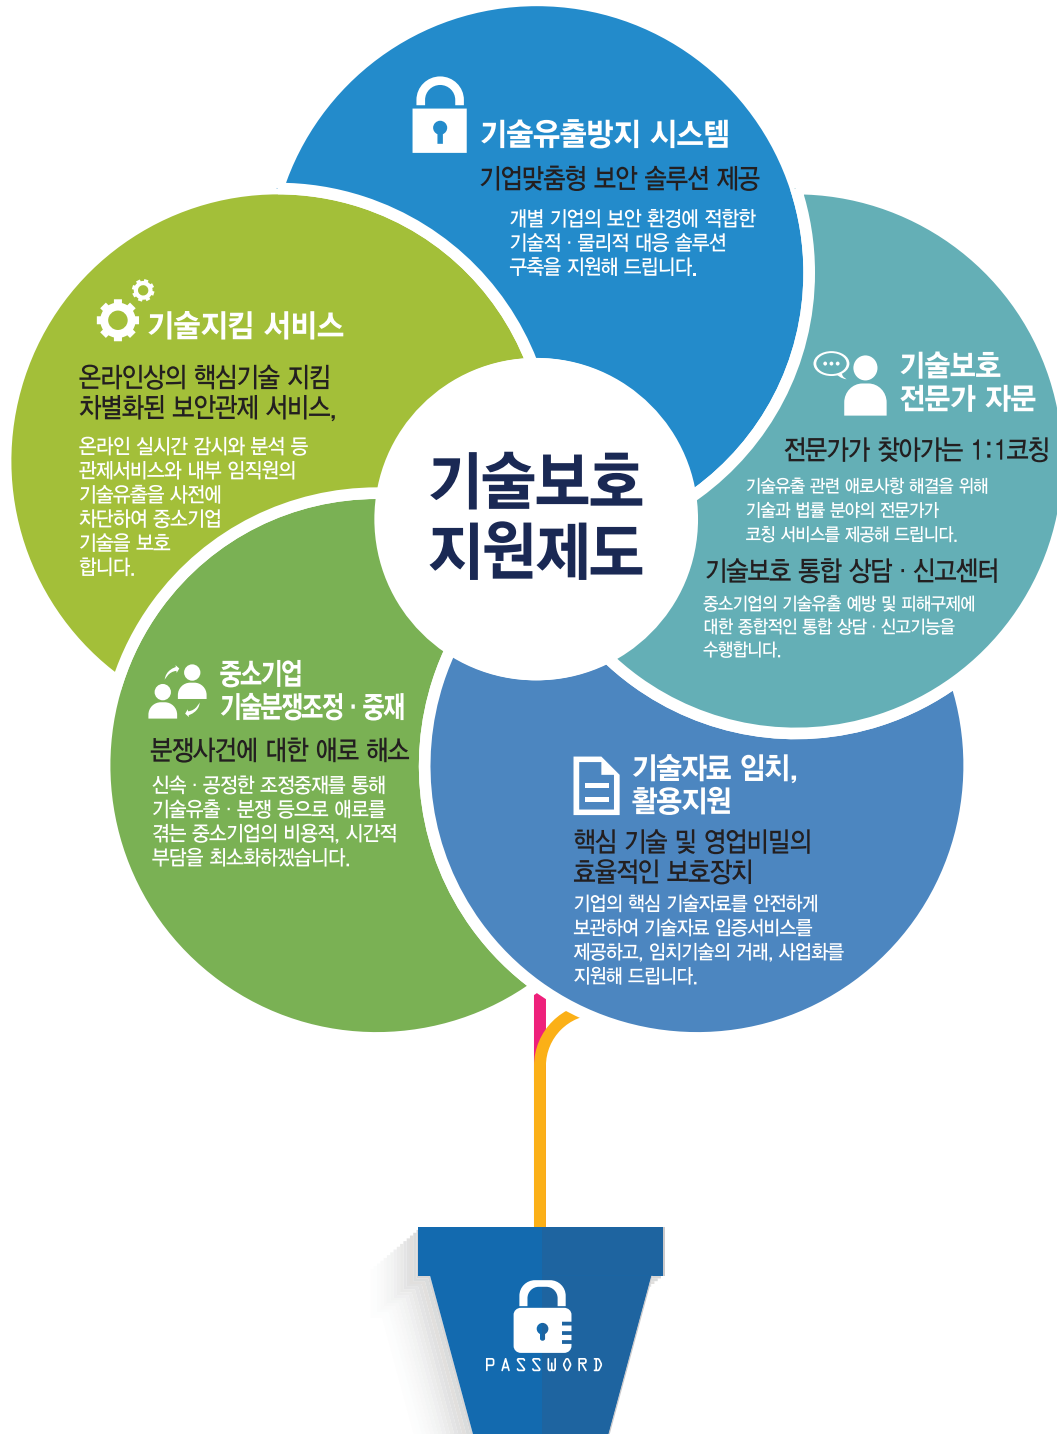 기술유출방지 시스템
기업맞춤형 보안 솔루션 제공
개별 기업의 보안 환경에 적합한
기술적 · 물리적 대응 솔루션
구축을 지원해 드립니다.
기술지킴 서비스
온라인상의 핵심기술 지킴
차별화된 보안관제 서비스,
온라인 실시간 감시와 분석 등
관제서비스와 내부 임직원의
기술유출을 사전에
차단하여 중소기업
기술을 보호
합니다.
기술보호
전문가 자문
전문가가 찾아가는 1:1코칭
기술유출 관련 애로사항 해결을 위해
기술과 법률 분야의 전문가가
코칭 서비스를 제공해 드립니다.
기술보호 통합 상담 · 신고센터
중소기업의 기술유출 예방 및 피해구제에
대한 종합적인 통합 상담 · 신고기능을
수행합니다.
기술보호
지원제도
중소기업
기술분쟁조정 · 중재
분쟁사건에 대한 애로 해소
신속 · 공정한 조정중재를 통해
기술유출 · 분쟁 등으로 애로를
겪는 중소기업의 비용적, 시간적
부담을 최소화하겠습니다.
기술자료 임치,
활용지원
핵심 기술 및 영업비밀의
효율적인 보호장치
기업의 핵심 기술자료를 안전하게
보관하여 기술자료 입증서비스를
제공하고, 임치기술의 거래, 사업화를
지원해 드립니다.
PASSWORD